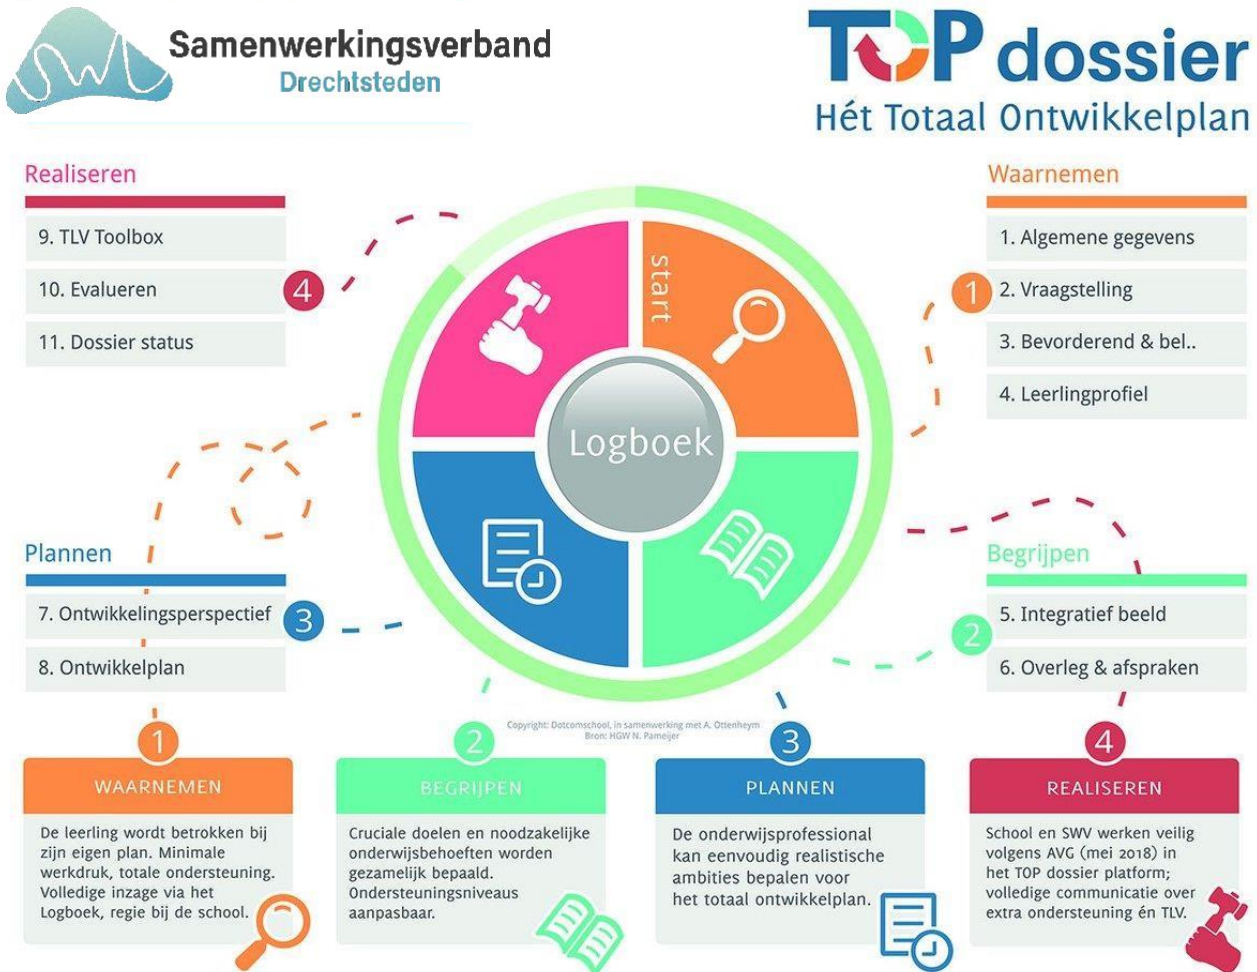 SWV
Samenwerkingsverband
Drechtsteden
TOP dossier
Hét Totaal Ontwikkelplan
Realiseren
9. TLV Toolbox
10. Evalueren
11. Dossier status
4
Waarnemen
1. Algemene gegevens
2. Vraagstelling
3. Bevorderend & bel..
4. Leerlingprofiel
1
start
Logboek
Plannen
7. Ontwikkelingsperspectief
8. Ontwikkelplan
3
Begrijpen
5. Integratief beeld
6. Overleg & afspraken
2
Copyright: Dotcomschool, in samenwerking met A. Ottenheym
Bron: HGW N. Pameijer
1
WAARNEMEN
De leerling wordt betrokken bij
zijn eigen plan. Minimale
werkdruk, totale ondersteuning.
Volledige inzage via het
Logboek, regie bij de school.
2
BEGRIJPEN
Cruciale doelen en noodzakelijke
onderwijsbehoeften worden
gezamelijk bepaald.
Ondersteuningsniveaus
aanpasbaar.
3
PLANNEN
De onderwijsprofessional
kan eenvoudig realistische
ambities bepalen voor
het totaal ontwikkelplan.
4
REALISEREN
School en SWV werken veilig
volgens AVG (mei 2018) in
het TOP dossier platform;
volledige communicatie over
extra ondersteuning én TLV.